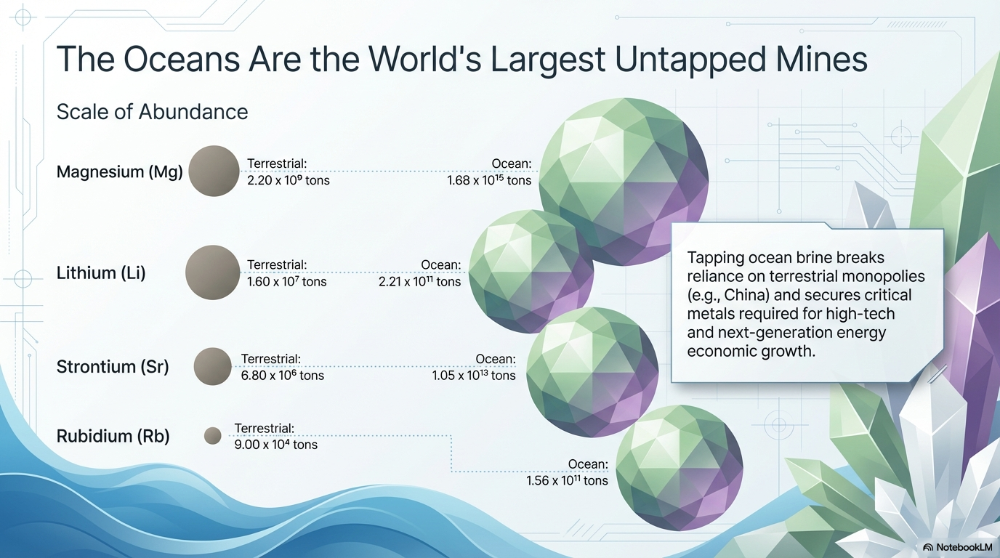 The Oceans Are the World's Largest Untapped Mines
Scale of Abundance
Magnesium (Mg)
Terrestrial:
2.20 x 10⁹ tons
Ocean:
1.68 x 10¹⁵ tons
Lithium (Li)
Terrestrial:
1.60 x 10⁷ tons
Ocean:
2.21 x 10¹¹ tons
Strontium (Sr)
Terrestrial:
6.80 x 10⁶ tons
Ocean:
1.05 x 10¹³ tons
Rubidium (Rb)
Terrestrial:
9.00 x 10⁴ tons
Ocean:
1.56 x 10¹¹ tons
Tapping ocean brine breaks
reliance on terrestrial monopolies
(e.g., China) and secures critical
metals required for high-tech
and next-generation energy
economic growth.
NotebookLM